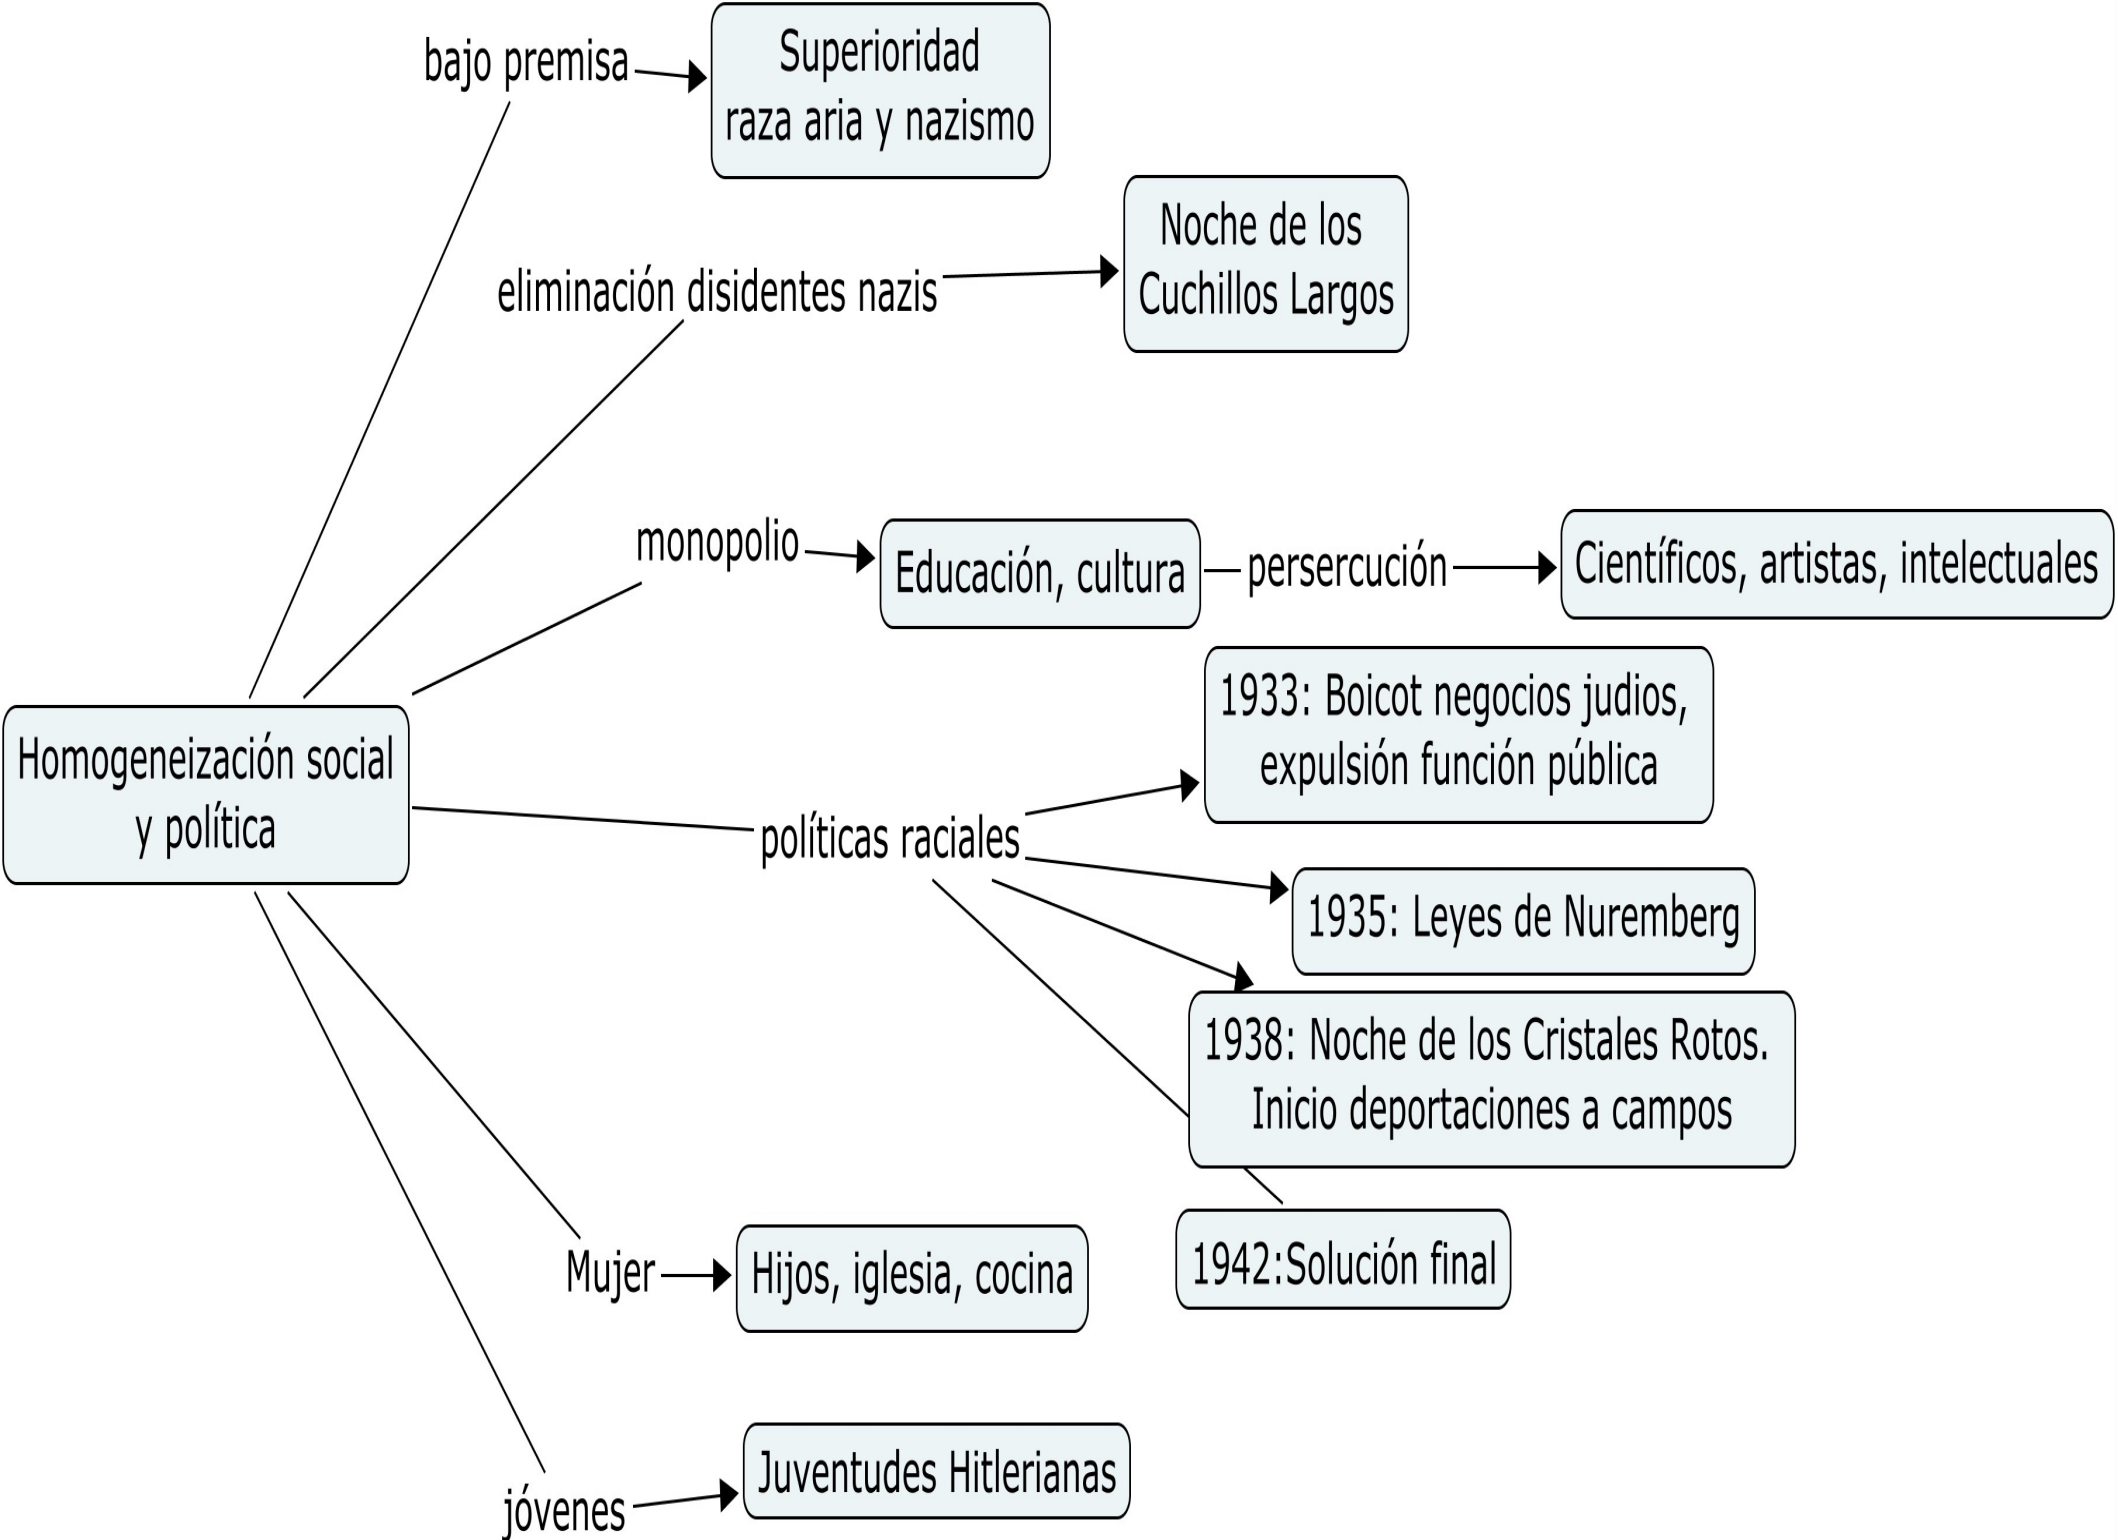 bajo premisa
Superioridad
raza aria y nazismo
eliminación disidentes nazis
Noche de los
Cuchillos Largos
monopolio
Educación, cultura
persercución
Científicos, artistas, intelectuales
Homogeneización social
y política
políticas raciales
1933: Boicot negocios judios,
expulsión función pública
1935: Leyes de Nuremberg
1938: Noche de los Cristales Rotos.
Inicio deportaciones a campos
1942:Solución final
Mujer
Hijos, iglesia, cocina
jóvenes
Juventudes Hitlerianas